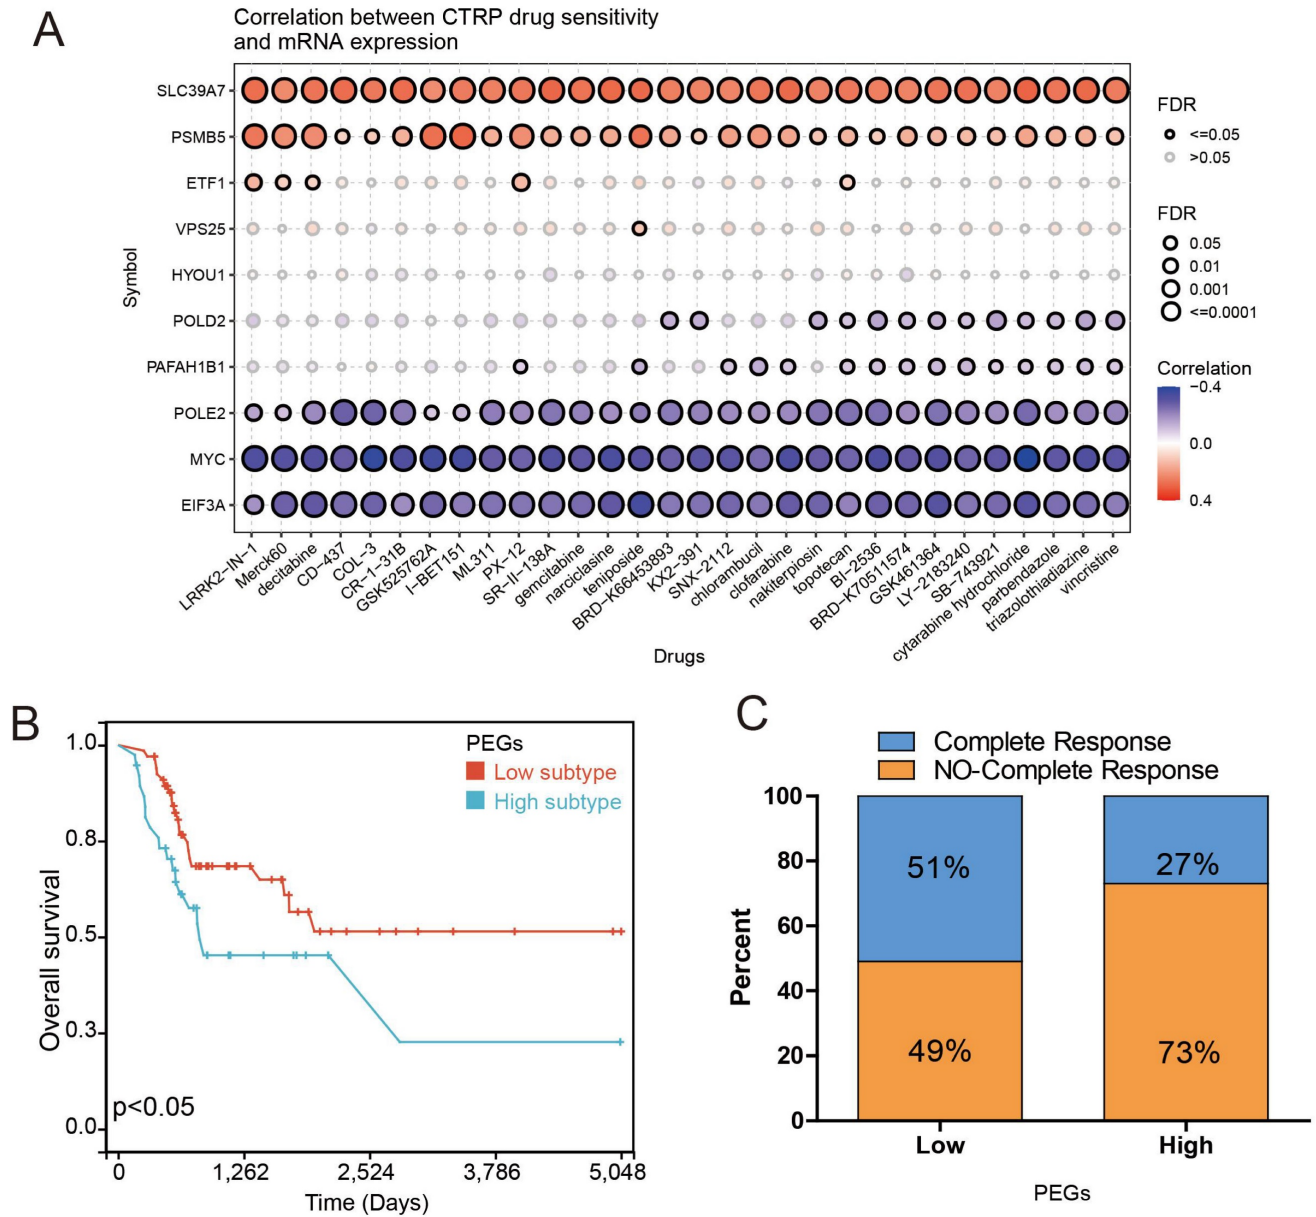 A
Correlation between CTRP drug sensitivity
and mRNA expression
Symbol
SLC39A7
PSMB5
ETF1
VPS25
HYOU1
POLD2
PAFAH1B1
POLE2
MYC
EIF3A
LRRK2-IN-1
Merck60
decitabine
CD-437
COL-3
CR-1-31B
GSK525762A
I-BET151
ML311
PX-12
SR-II-138A
gemcitabine
narciclasine
teniposide
BRD-K66453893
KX2-391
SNX-2112
chlorambucil
clofarabine
nakiterpiosin
topotecan
BI-2536
BRD-K70511574
GSK461364
LY-2183240
SB-743921
cytarabine hydrochloride
parbendazole
triazolothiadiazine
vincristine
Drugs
FDR
<=0.05
>0.05
FDR
0.05
0.01
0.001
<=0.0001
Correlation
-0.4
0.0
0.4
B
Overall survival
1.0
0.8
0.5
0.3
0.0
PEGs
Low subtype
High subtype
p<0.05
0
1,262
2,524
3,786
5,048
Time (Days)
C
Complete Response
NO-Complete Response
Percent
100
80
60
40
20
0
51%
27%
49%
73%
Low
High
PEGs